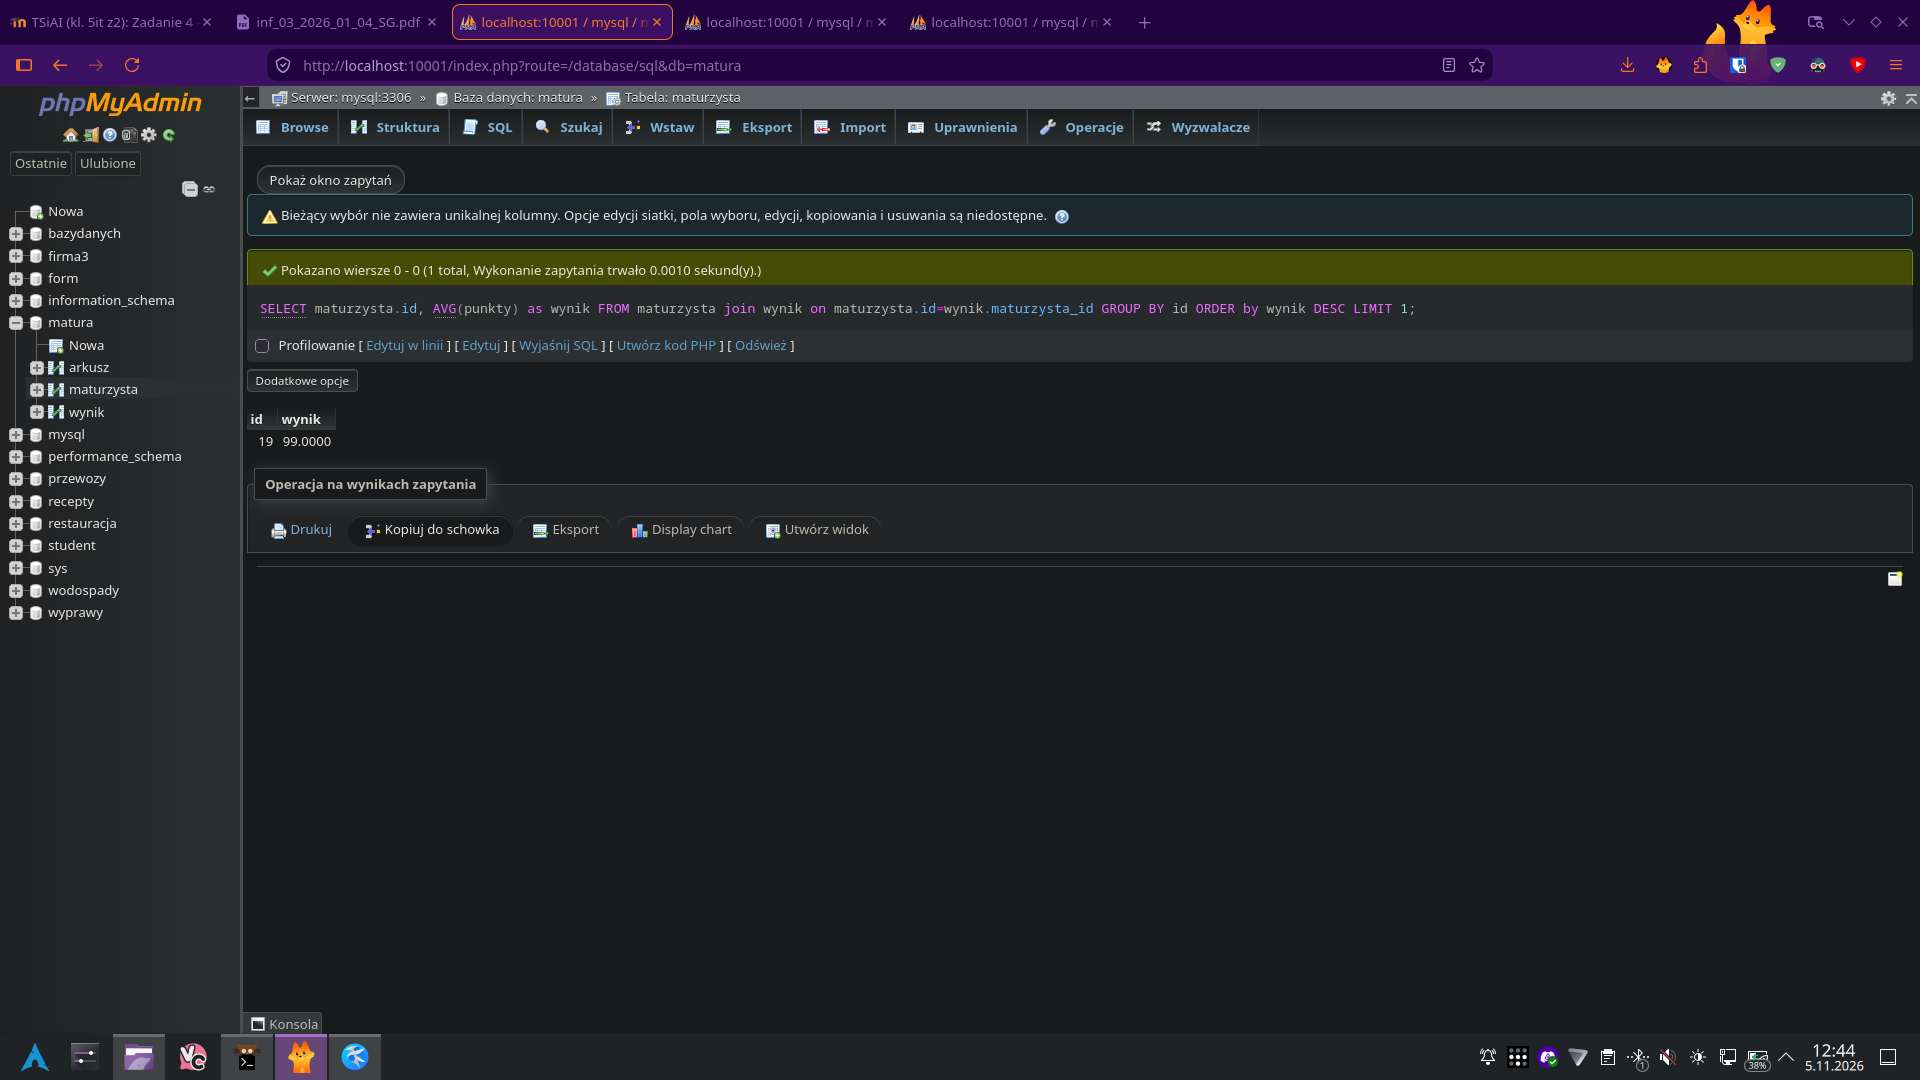 TSiAI (kl. 5it z2): Zadanie 4
inf_03_2026_01_04_SG.pdf
localhost:10001 / mysql /
localhost:10001 / mysql /
localhost:10001 / mysql /
http://localhost:10001/index.php?route=/database/sql&db=matura
phpMyAdmin
Ostatnie
Ulubione
Nowa
bazydanych
firma3
form
information_schema
matura
Nowa
arkusz
maturzysta
wynik
mysql
performance_schema
przewozy
recepty
restauracja
student
sys
wodospady
wyprawy
Serwer: mysql:3306 » Baza danych: matura » Tabela: maturzysta
Browse
Struktura
SQL
Szukaj
Wstaw
Eksport
Import
Uprawnienia
Operacje
Wyzwalacze
Pokaż okno zapytań
Bieżący wybór nie zawiera unikalnej kolumny. Opcje edycji siatki, pola wyboru, edycji, kopiowania i usuwania są niedostępne.
Pokazano wiersze 0 - 0 (1 total, Wykonanie zapytania trwało 0.0010 sekund(y).)
SELECT maturzysta.id, AVG(punkty) as wynik FROM maturzysta join wynik on maturzysta.id=wynik.maturzysta_id GROUP BY id ORDER by wynik DESC LIMIT 1;
Profilowanie [ Edytuj w linii ] [ Edytuj ] [ Wyjaśnij SQL ] [ Utwórz kod PHP ] [ Odśwież ]
Dodatkowe opcje
id wynik
19 99.0000
Operacja na wynikach zapytania
Drukuj
Kopiuj do schowka
Eksport
Display chart
Utwórz widok
Konsola
1
38%
12:44
5.11.2026